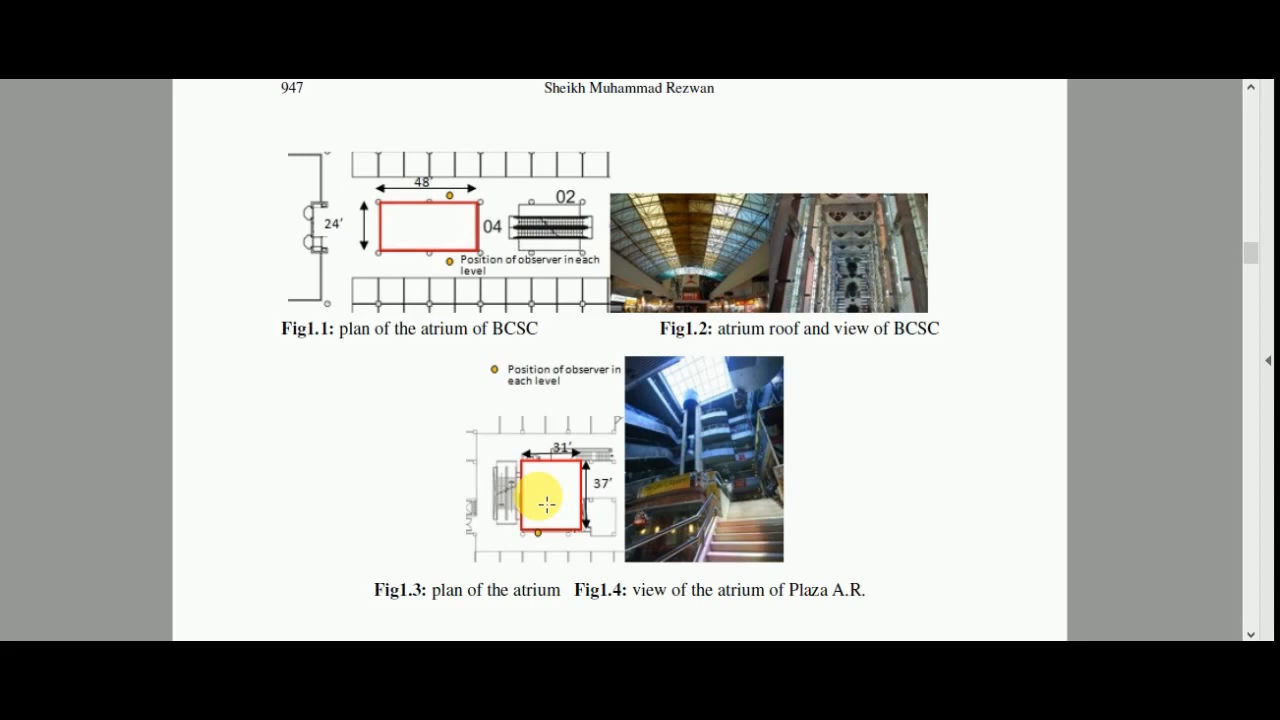 947 Sheikh Muhammad Rezwan
48'
02
24'
04
Position of observer in each
level
Fig1.1: plan of the atrium of BCSC Fig1.2: atrium roof and view of BCSC
Position of observer in
each level
31'
37'
Fig1.3: plan of the atrium Fig1.4: view of the atrium of Plaza A.R.